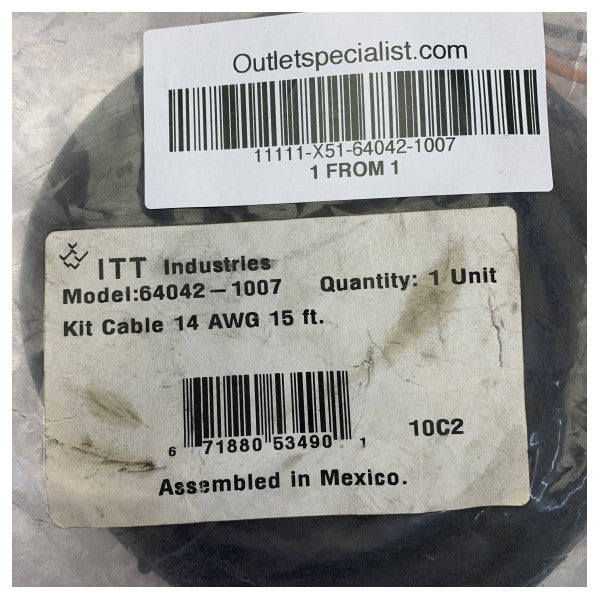 Outletspecialist.com
11111-X51-64042-1007
1 FROM 1
ITT Industries
Model:64042-1007 Quantity: 1 Unit
Kit Cable 14 AWG 15 ft.
6 71880 53490 1 10C2
Assembled in Mexico.